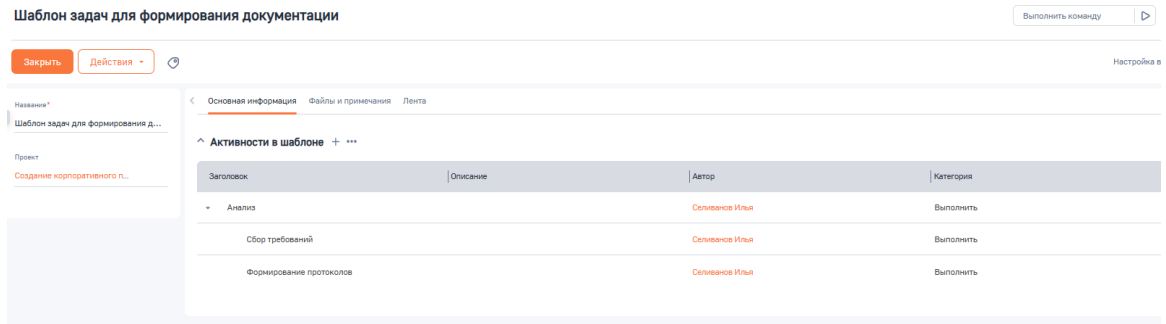 Шаблон задач для формирования документации
Выполнить команду
Закрыть Действия
Настройка в
Название*
Шаблон задач для формирования д...
Проект
Создание корпоративного п...
Основная информация Файлы и примечания Лента
Активности в шаблоне
Заголовок Описание Автор Категория
Анализ Селиванов Илья Выполнить
Сбор требований Селиванов Илья Выполнить
Формирование протоколов Селиванов Илья Выполнить